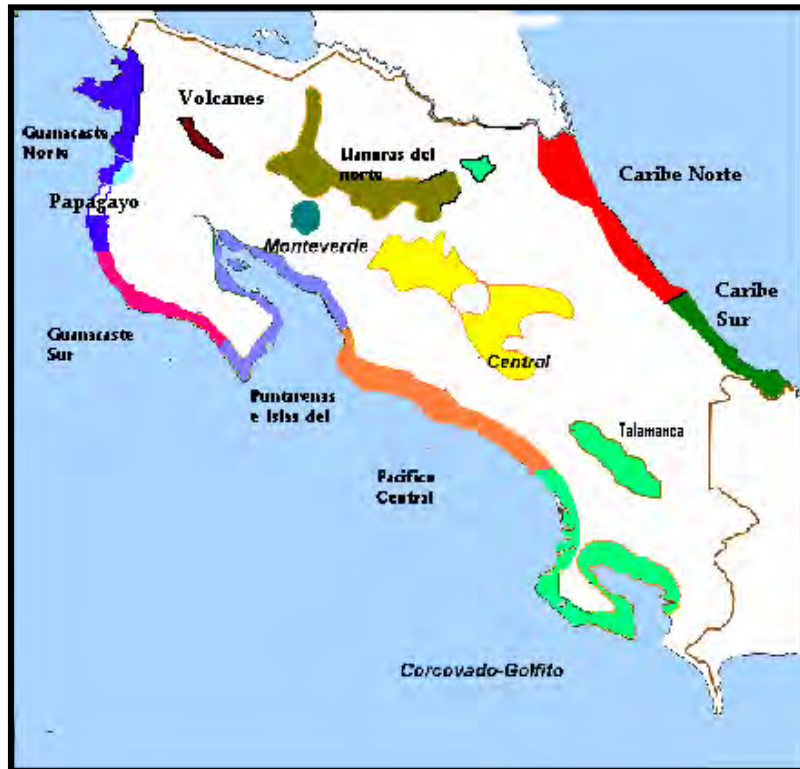 Volcanes
Guanacaste
Norte
Llanuras del
norte
Caribe Norte
Papagayo
Monteverde
Caribe
Sur
Guanacaste
Sur
Central
Puntarenas
e Islas del
Talamanca
Pacifico
Central
Corcovado-Golfito